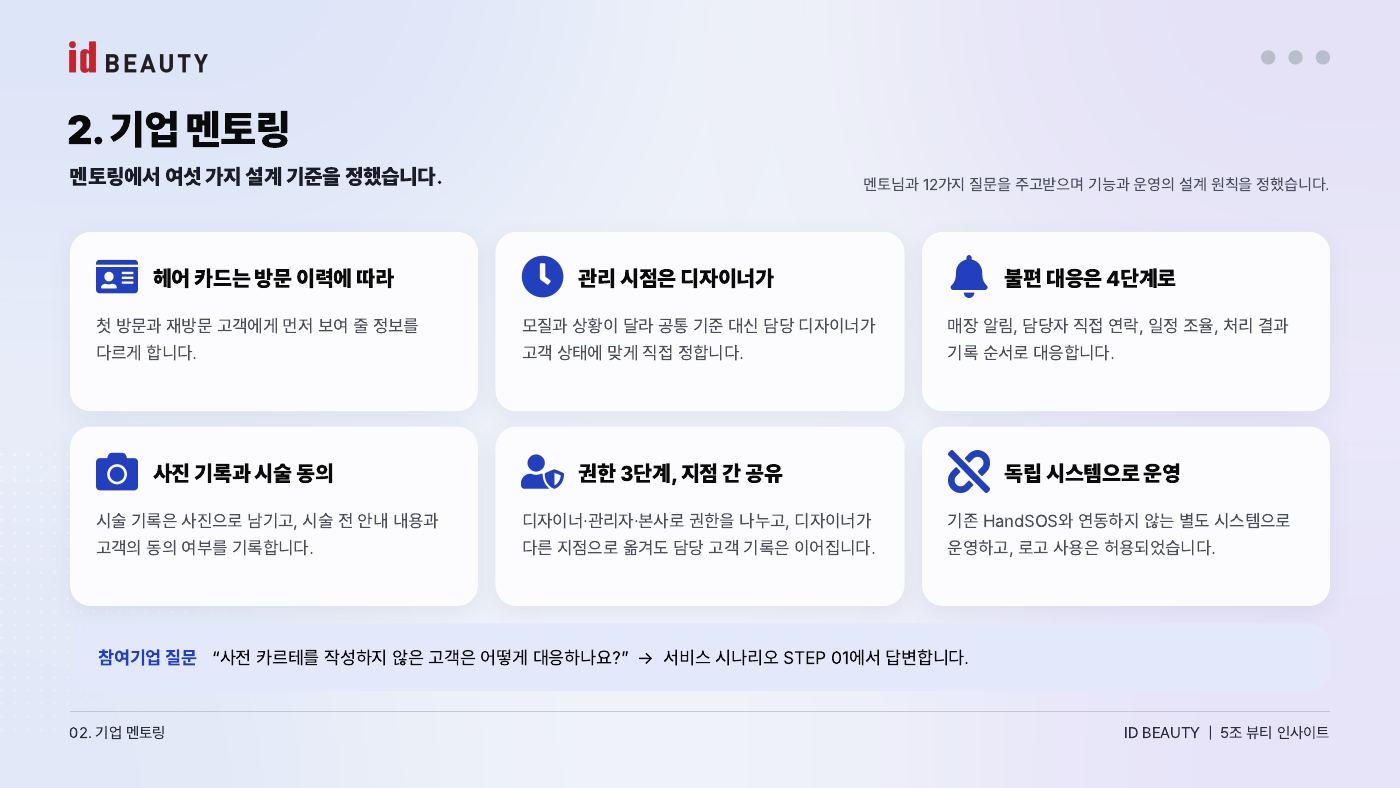 id BEAUTY
2. 기업 멘토링
멘토링에서 여섯 가지 설계 기준을 정했습니다.
멘토님과 12가지 질문을 주고받으며 기능과 운영의 설계 원칙을 정했습니다.
헤어 카드는 방문 이력에 따라
첫 방문과 재방문 고객에게 먼저 보여 줄 정보를
다르게 합니다.
관리 시점은 디자이너가
모질과 상황이 달라 공통 기준 대신 담당 디자이너가
고객 상태에 맞게 직접 정합니다.
불편 대응은 4단계로
매장 알림, 담당자 직접 연락, 일정 조율, 처리 결과
기록 순서로 대응합니다.
사진 기록과 시술 동의
시술 기록은 사진으로 남기고, 시술 전 안내 내용과
고객의 동의 여부를 기록합니다.
권한 3단계, 지점 간 공유
디자이너·관리자·본사로 권한을 나누고, 디자이너가
다른 지점으로 옮겨도 담당 고객 기록은 이어집니다.
독립 시스템으로 운영
기존 HandSOS와 연동하지 않는 별도 시스템으로
운영하고, 로고 사용은 허용되었습니다.
참여기업 질문 “사전 카르테를 작성하지 않은 고객은 어떻게 대응하나요?” → 서비스 시나리오 STEP 01에서 답변합니다.
02. 기업 멘토링
ID BEAUTY | 5조 뷰티 인사이트